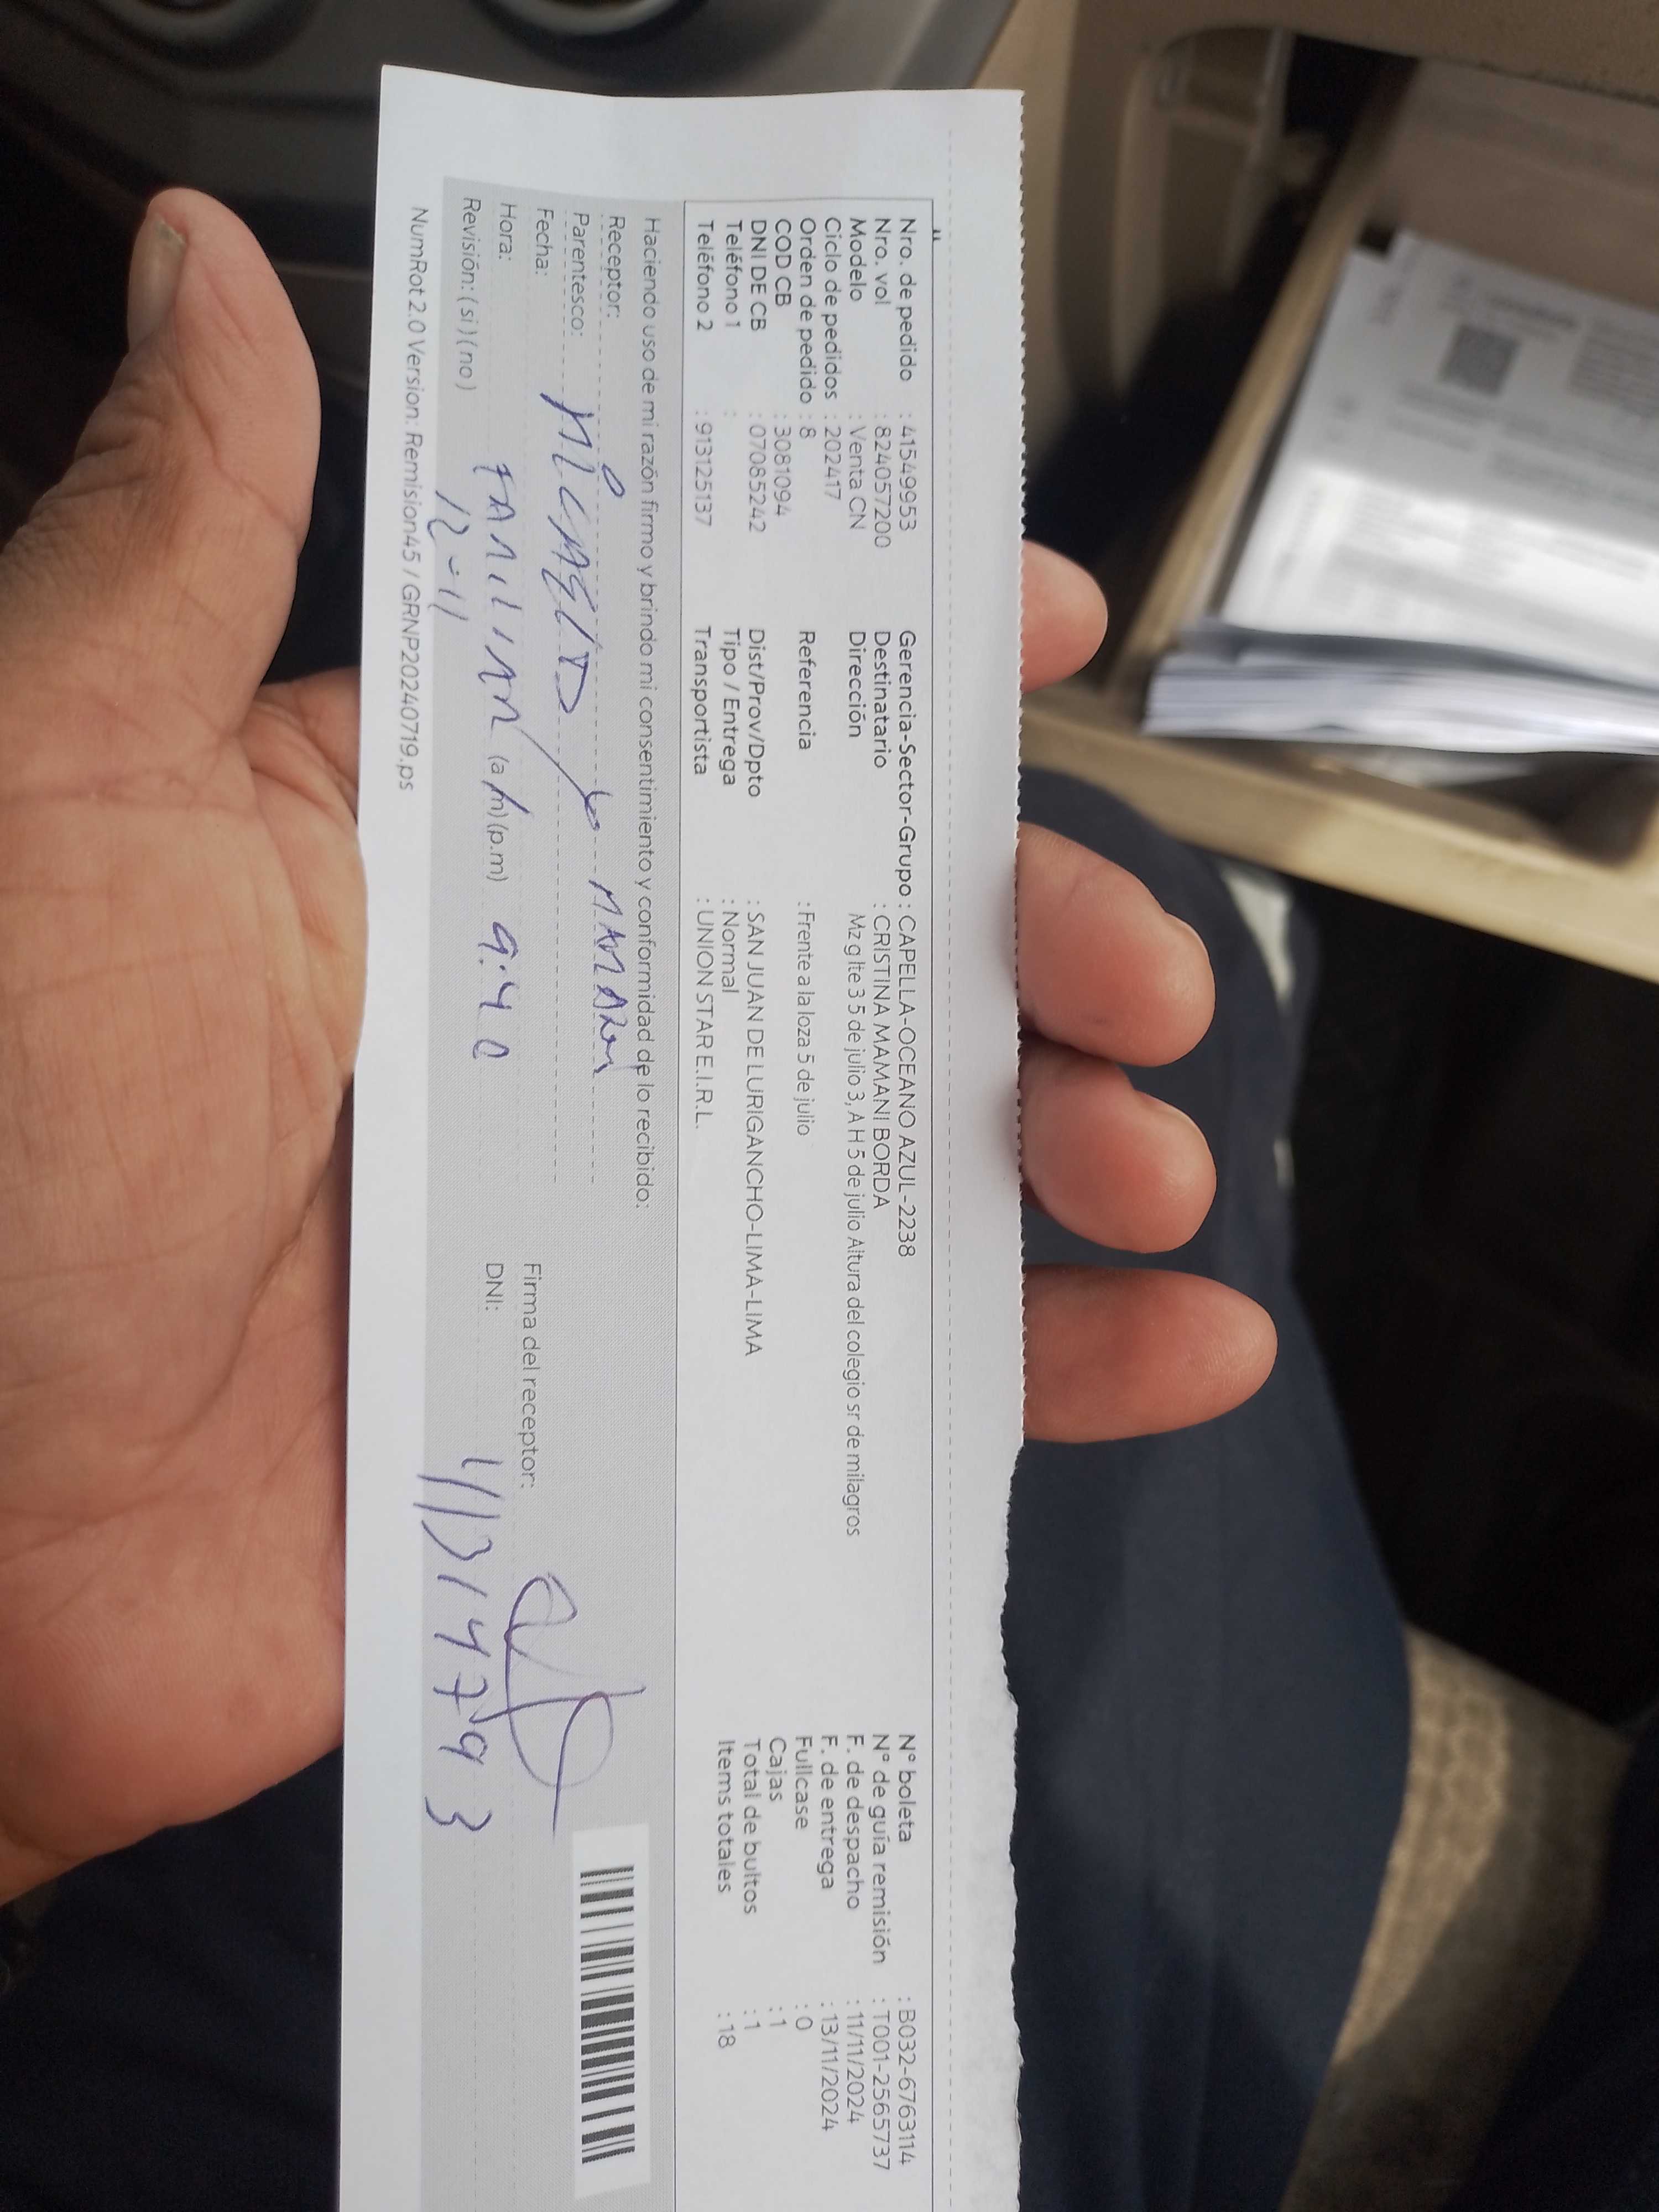 Nro. de pedido : 41549953
Nro. vol : 824057200
Modelo : Venta CN
Ciclo de pedidos : 202417
Orden de pedido : 8
COD CB : 3081094
DNI DE CB : 07085242
Teléfono 1 :
Teléfono 2 : 913125137
Gerencia-Sector-Grupo : CAPELLA-OCEANO AZUL-2238
Destinatario : CRISTINA MAMANI BORDA
Dirección Mz g lte 3 5 de julio 3, A H 5 de julio Altura del colegio sr de milagros
Referencia : Frente a la loza 5 de julio
Dist/Prov/Dpto : SAN JUAN DE LURIGANCHO-LIMA-LIMA
Tipo / Entrega : Normal
Transportista : UNION STAR E.I.R.L.
N° boleta : B032-6763114
N° de guía remisión : T001-2565737
F. de despacho : 11/11/2024
F. de entrega : 13/11/2024
Fullcase : 0
Cajas : 1
Total de bultos : 1
Items totales : 18
Haciendo uso de mi razón firmo y brindo mi consentimiento y conformidad de lo recibido:
Receptor:
Parentesco:
Fecha:
Hora: (a.m) (p.m) 9:40
Revisión: ( si ) ( no ) 12-11
Firma del receptor:
DNI: 41314793
NumRot 2.0 Version: Remision45 / GRNP20240719.ps